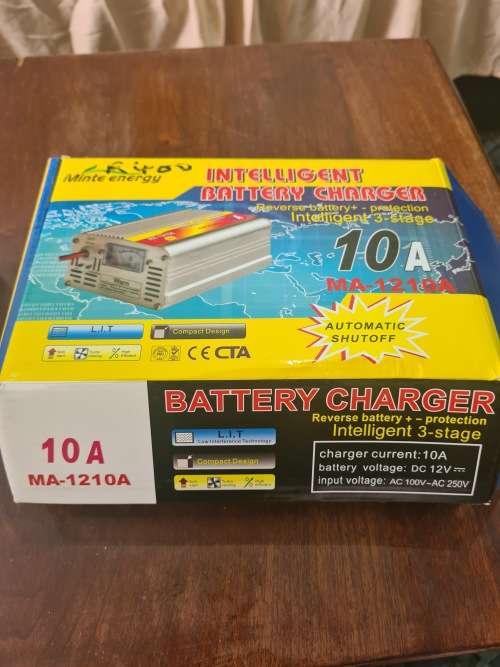 R400
Minte energy
INTELLIGENT
BATTERY CHARGER
Reverse battery+ - protection
Intelligent 3-stage
10A
MA-1210A
AUTOMATIC
SHUTOFF
L.I.T
Compact Design
CE CTA
BATTERY CHARGER
Reverse battery + - protection
Intelligent 3-stage
L.I.T
Low Interference Technology
Compact Design
10A
MA-1210A
charger current:10A
battery voltage: DC 12V
input voltage: AC 100V~AC 250V